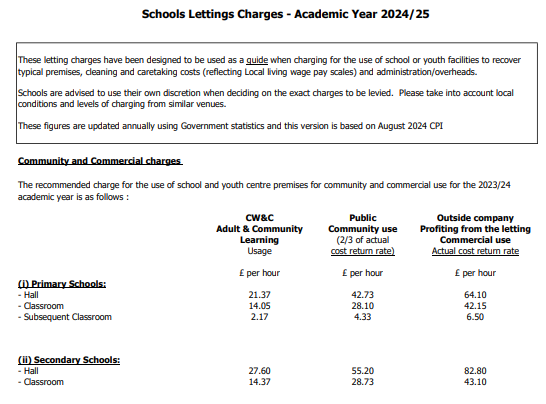 Schools Lettings Charges - Academic Year 2024/25
These letting charges have been designed to be used as a guide when charging for the use of school or youth facilities to recover
typical premises, cleaning and caretaking costs (reflecting Local living wage pay scales) and administration/overheads.
Schools are advised to use their own discretion when deciding on the exact charges to be levied. Please take into account local
conditions and levels of charging from similar venues.
These figures are updated annually using Government statistics and this version is based on August 2024 CPI
Community and Commercial charges
The recommended charge for the use of school and youth centre premises for community and commercial use for the 2023/24
academic year is as follows :
CW&C Public Outside company
Adult & Community Community use Profiting from the letting
Learning (2/3 of actual Commercial use
Usage cost return rate) Actual cost return rate
£ per hour £ per hour £ per hour
(i) Primary Schools:
- Hall 21.37 42.73 64.10
- Classroom 14.05 28.10 42.15
- Subsequent Classroom 2.17 4.33 6.50
(ii) Secondary Schools:
- Hall 27.60 55.20 82.80
- Classroom 14.37 28.73 43.10